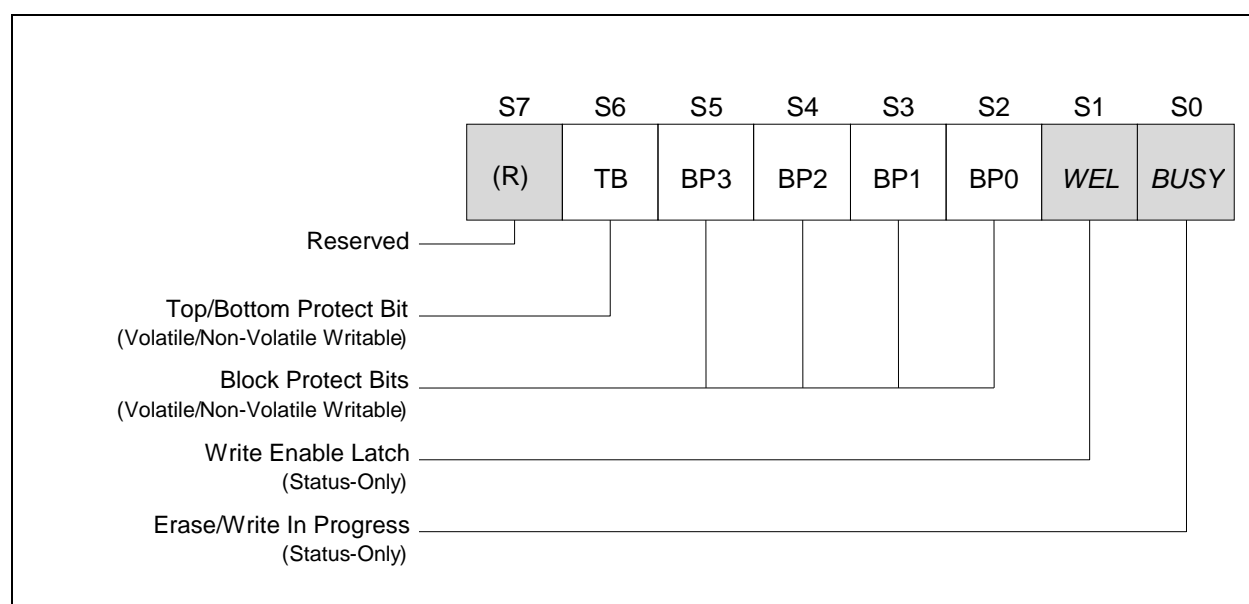 S7 S6 S5 S4 S3 S2 S1 S0
(R) TB BP3 BP2 BP1 BP0 WEL BUSY
Reserved
Top/Bottom Protect Bit
(Volatile/Non-Volatile Writable)
Block Protect Bits
(Volatile/Non-Volatile Writable)
Write Enable Latch
(Status-Only)
Erase/Write In Progress
(Status-Only)